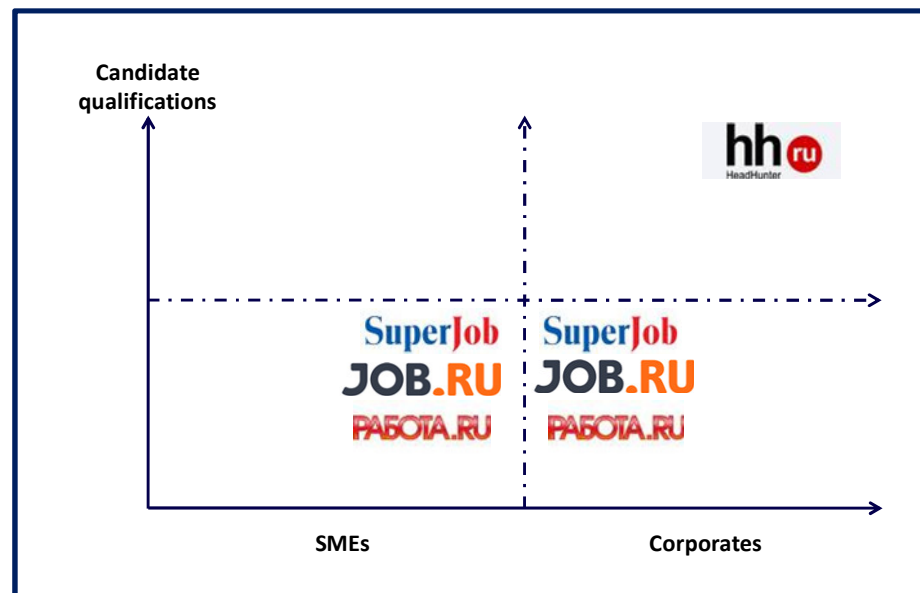 Candidate
qualifications
hh ru
HeadHunter
SuperJob
SuperJob
JOB.RU
JOB.RU
РАБОТА.RU
РАБОТА.RU
SMEs
Corporates